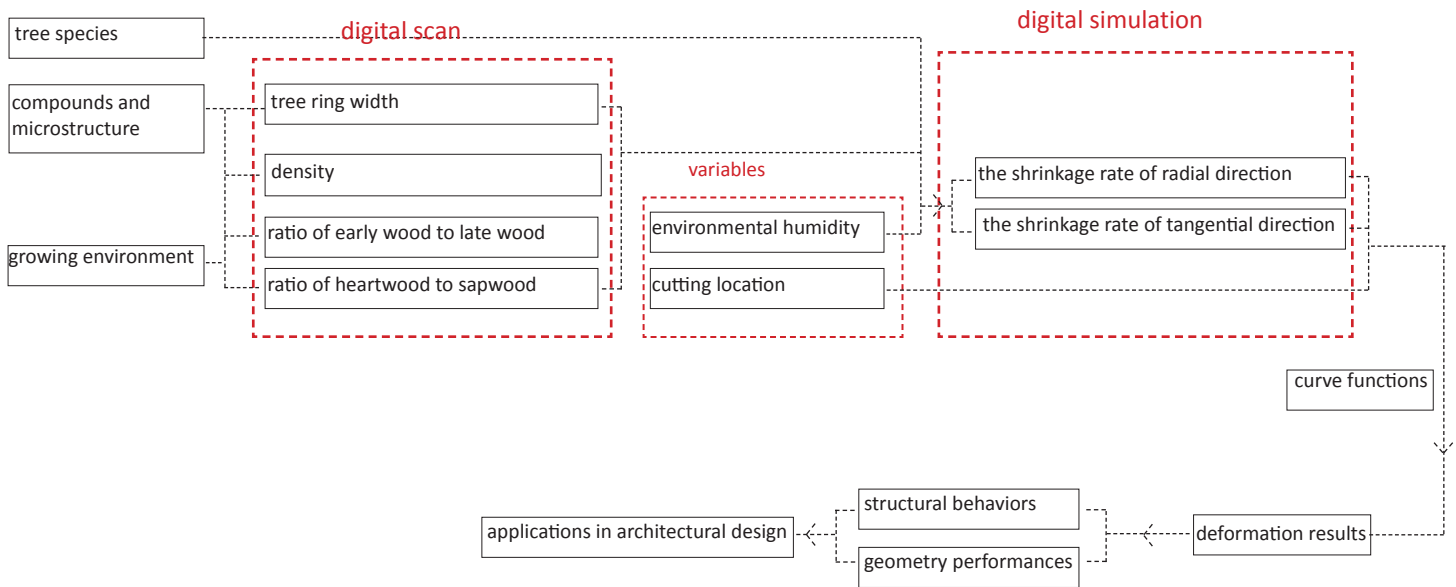 digital simulation
tree species
digital scan
compounds and
microstructure
tree ring width
density
variables
the shrinkage rate of radial direction
ratio of early wood to late wood
environmental humidity
the shrinkage rate of tangential direction
growing environment
ratio of heartwood to sapwood
cutting location
curve functions
structural behaviors
applications in architectural design
deformation results
geometry performances